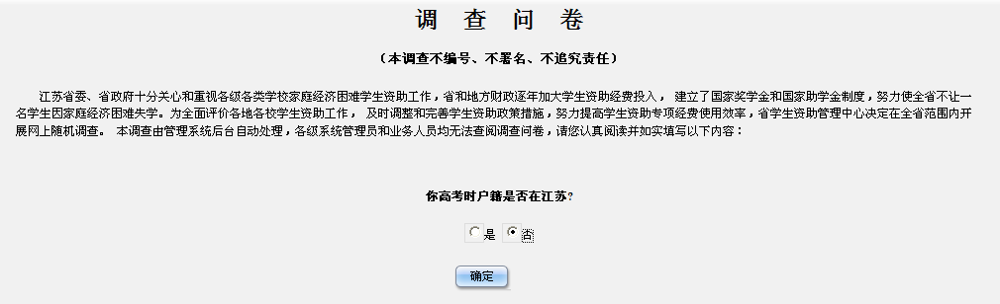 调 查 问 卷
（本调查不编号、不署名、不追究责任）
江苏省委、省政府十分关心和重视各级各类学校家庭经济困难学生资助工作，省和地方财政逐年加大学生资助经费投入， 建立了国家奖学金和国家助学金制度，努力使全省不让一
名学生因家庭经济困难失学。为全面评价各地各校学生资助工作， 及时调整和完善学生资助政策措施，努力提高学生资助专项经费使用效率，省学生资助管理中心决定在全省范围内开
展网上随机调查。 本调查由管理系统后台自动处理，各级系统管理员和业务人员均无法查阅调查问卷，请您认真阅读并如实填写以下内容：
你高考时户籍是否在江苏?
是 否
确定